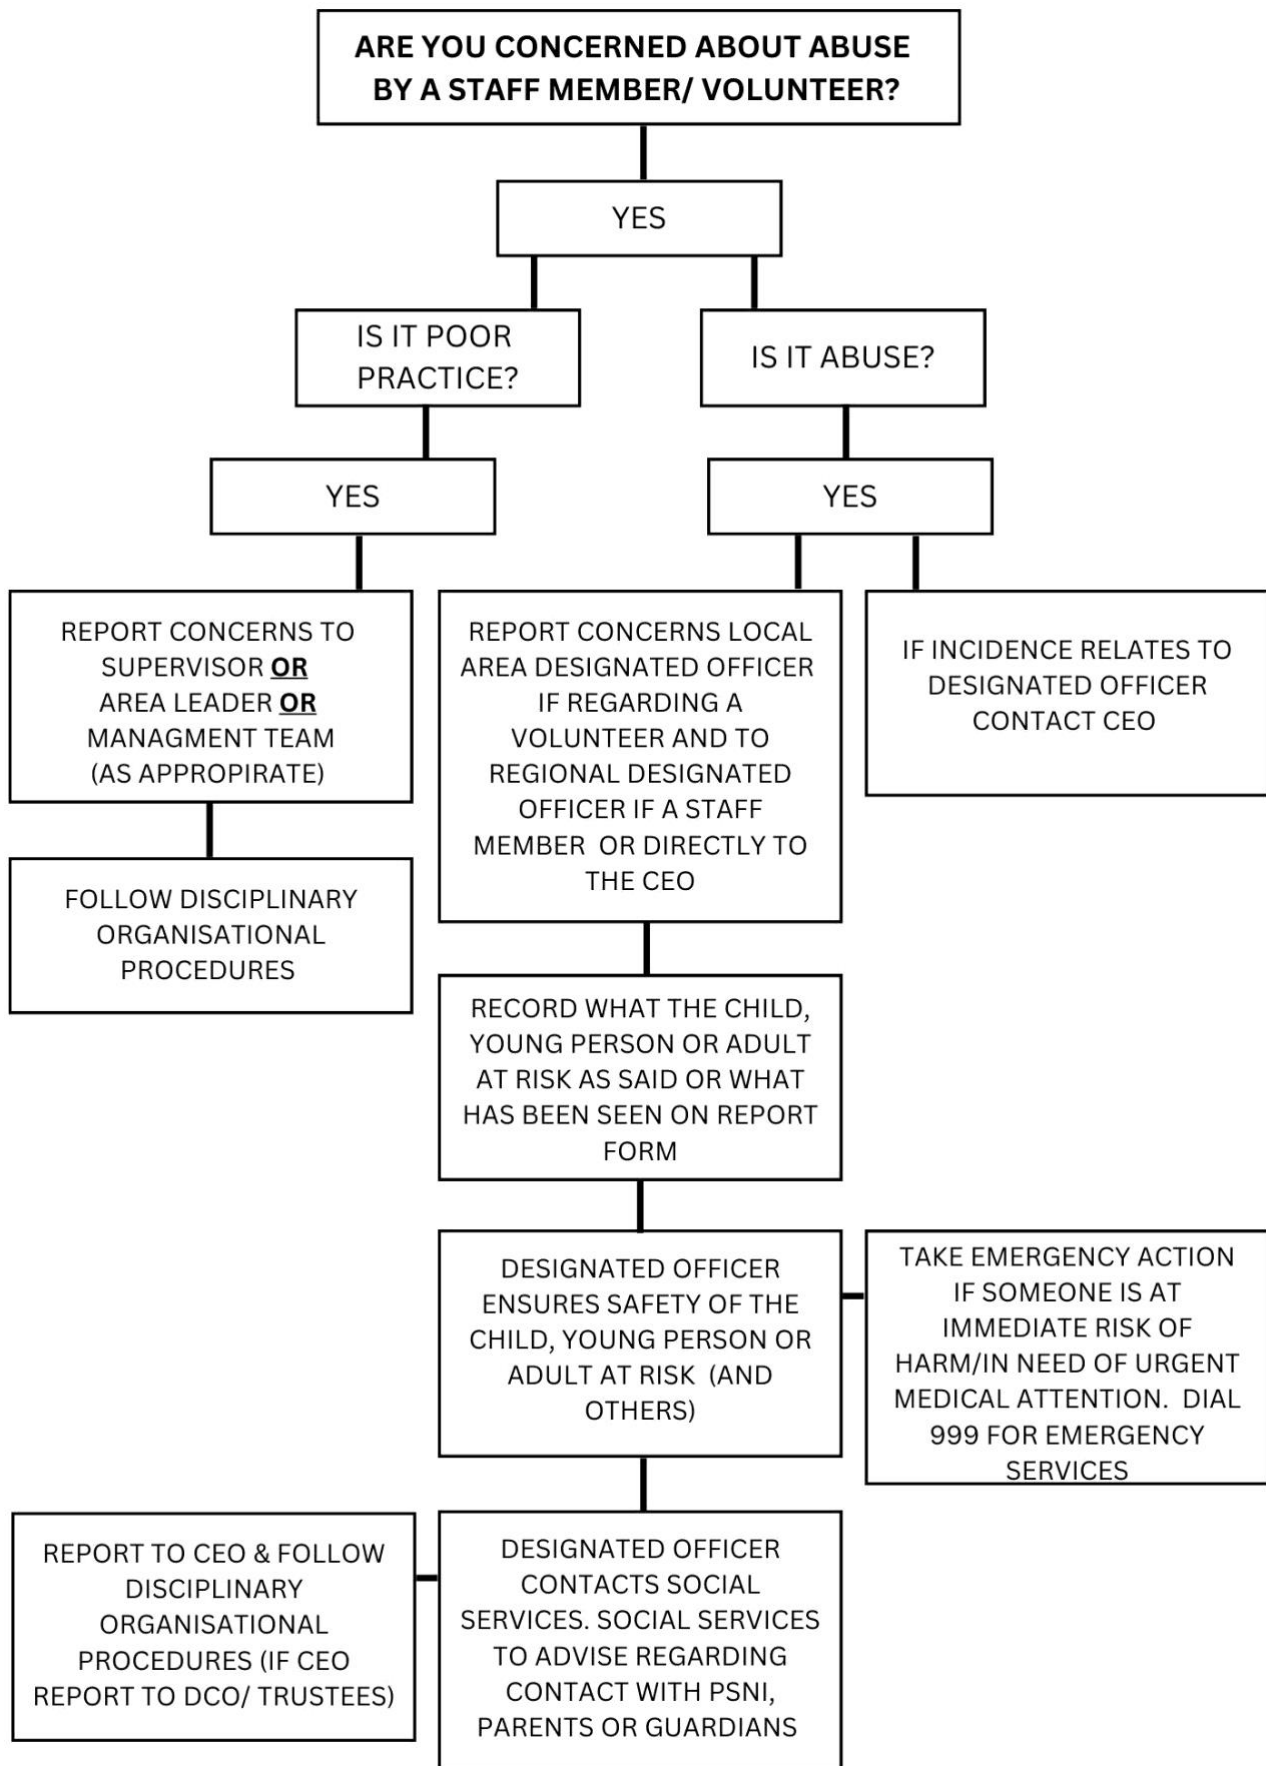 ARE YOU CONCERNED ABOUT ABUSE
BY A STAFF MEMBER/ VOLUNTEER?
YES
IS IT POOR
PRACTICE?
IS IT ABUSE?
YES
YES
REPORT CONCERNS TO
SUPERVISOR OR
AREA LEADER OR
MANAGMENT TEAM
(AS APPROPIRATE)
FOLLOW DISCIPLINARY
ORGANISATIONAL
PROCEDURES
REPORT CONCERNS LOCAL
AREA DESIGNATED OFFICER
IF REGARDING A
VOLUNTEER AND TO
REGIONAL DESIGNATED
OFFICER IF A STAFF
MEMBER OR DIRECTLY TO
THE CEO
IF INCIDENCE RELATES TO
DESIGNATED OFFICER
CONTACT CEO
RECORD WHAT THE CHILD,
YOUNG PERSON OR ADULT
AT RISK AS SAID OR WHAT
HAS BEEN SEEN ON REPORT
FORM
DESIGNATED OFFICER
ENSURES SAFETY OF THE
CHILD, YOUNG PERSON OR
ADULT AT RISK (AND
OTHERS)
TAKE EMERGENCY ACTION
IF SOMEONE IS AT
IMMEDIATE RISK OF
HARM/IN NEED OF URGENT
MEDICAL ATTENTION. DIAL
999 FOR EMERGENCY
SERVICES
REPORT TO CEO & FOLLOW
DISCIPLINARY
ORGANISATIONAL
PROCEDURES (IF CEO
REPORT TO DCO/ TRUSTEES)
DESIGNATED OFFICER
CONTACTS SOCIAL
SERVICES. SOCIAL SERVICES
TO ADVISE REGARDING
CONTACT WITH PSNI,
PARENTS OR GUARDIANS